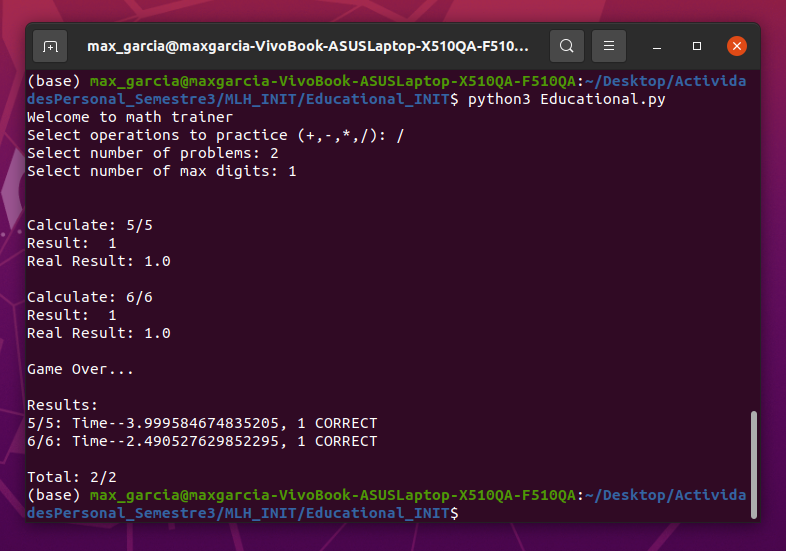 max_garcia@maxgarcia-VivoBook-ASUSLaptop-X510QA-F510...
(base) max_garcia@maxgarcia-VivoBook-ASUSLaptop-X510QA-F510QA:~/Desktop/Activida
desPersonal_Semestre3/MLH_INIT/Educational_INIT$ python3 Educational.py
Welcome to math trainer
Select operations to practice (+,-,*,/): /
Select number of problems: 2
Select number of max digits: 1
Calculate: 5/5
Result:  1
Real Result: 1.0
Calculate: 6/6
Result:  1
Real Result: 1.0
Game Over...
Results:
5/5: Time--3.999584674835205, 1 CORRECT
6/6: Time--2.490527629852295, 1 CORRECT
Total: 2/2
(base) max_garcia@maxgarcia-VivoBook-ASUSLaptop-X510QA-F510QA:~/Desktop/Activida
desPersonal_Semestre3/MLH_INIT/Educational_INIT$